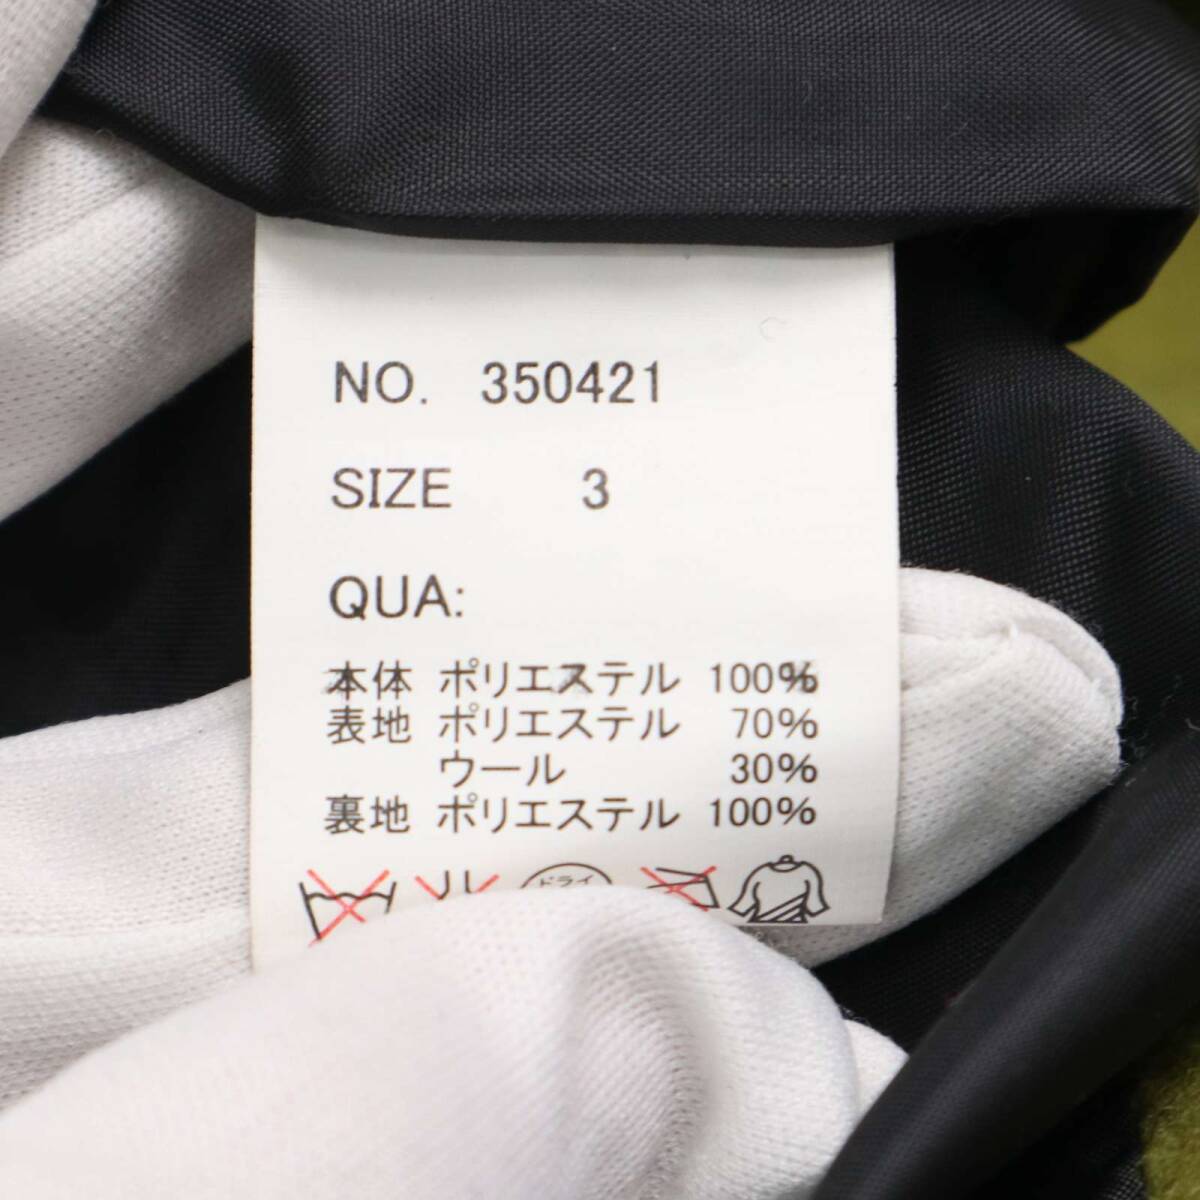 NO. 350421
SIZE 3
QUA:
本体 ポリエステル 100%
表地 ポリエステル 70%
ウール 30%
裏地 ポリエステル 100%
ドライ